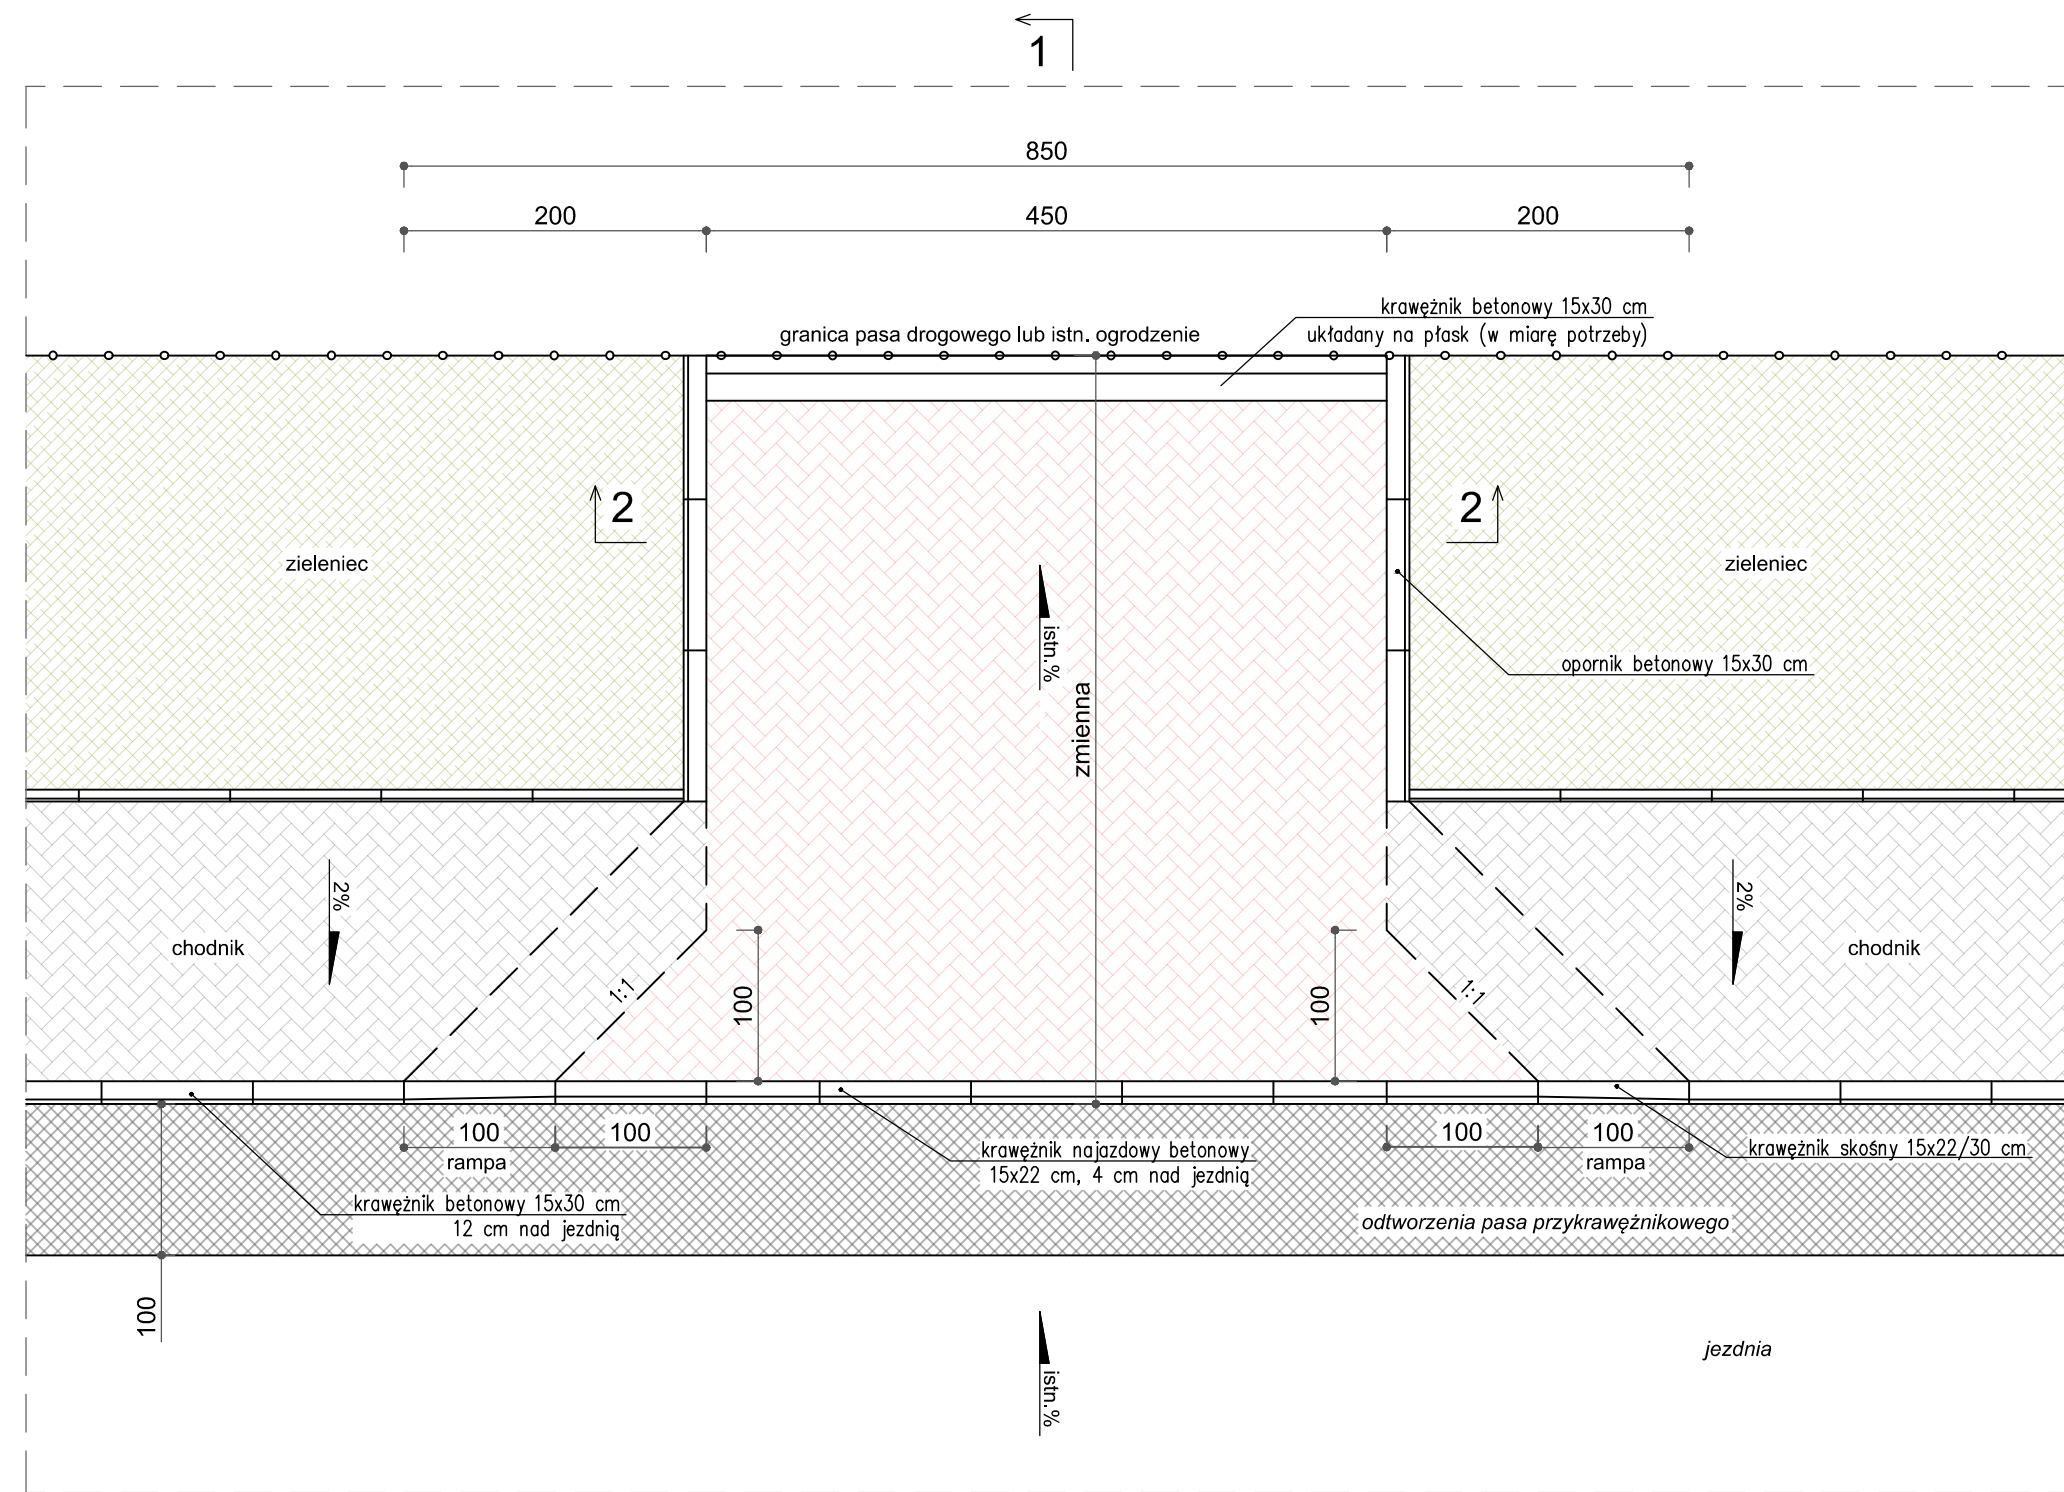 1
850
200
450
200
krawężnik betonowy 15x30 cm
układany na płask (w miarę potrzeby)
granica pasa drogowego lub istn. ogrodzenie
2
2
zieleniec
zieleniec
istn.%
opornik betonowy 15x30 cm
zmienna
2%
2%
chodnik
chodnik
1:1
1:1
100
100
100
100
rampa
krawężnik najazdowy betonowy
15x22 cm, 4 cm nad jezdnią
100
100
rampa
krawężnik skośny 15x22/30 cm
krawężnik betonowy 15x30 cm
12 cm nad jezdnią
odtworzenia pasa przykrawężnikowego
100
jezdnia
istn.%